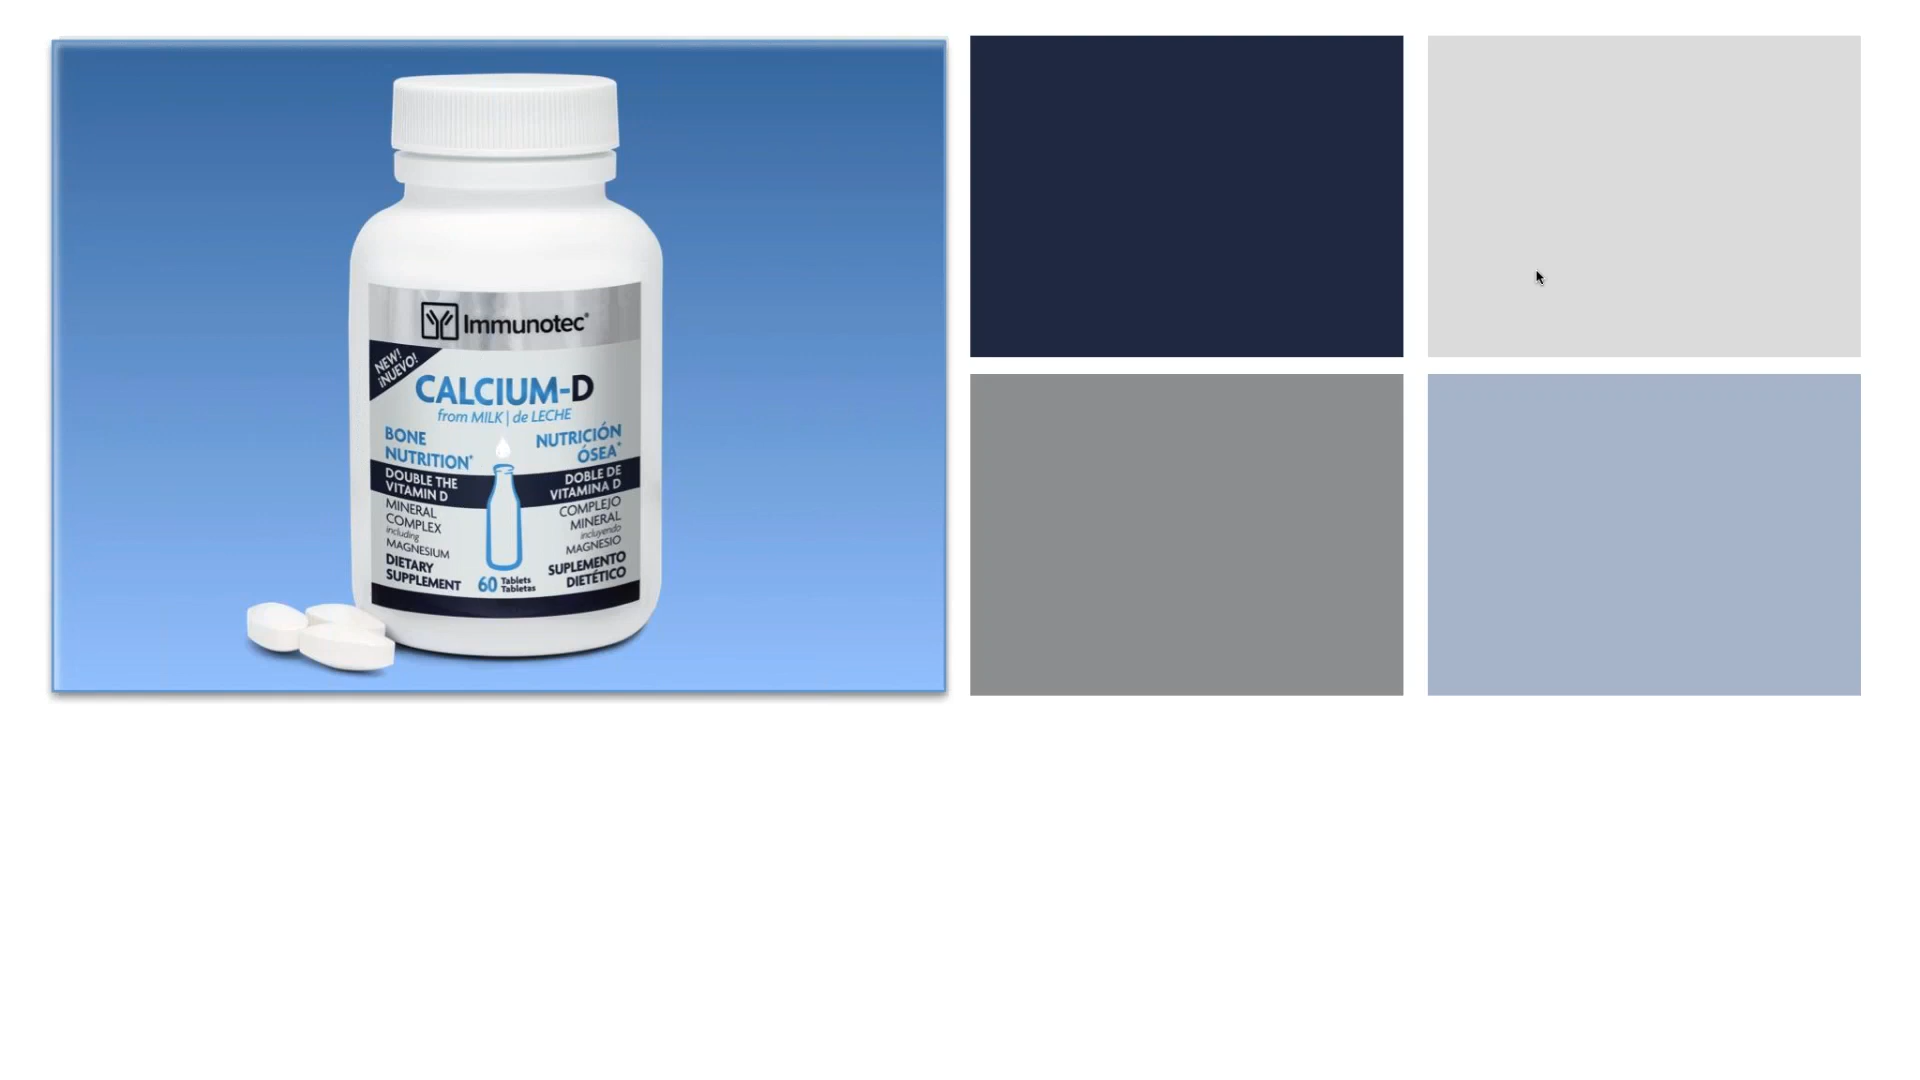 Immunotec®
NEW!
¡NUEVO!
CALCIUM-D
from MILK | de LECHE
BONE
NUTRITION*
NUTRICIÓN
ÓSEA*
DOUBLE THE
VITAMIN D
DOBLE DE
VITAMINA D
MINERAL
COMPLEX
including
MAGNESIUM
COMPLEJO
MINERAL
incluyendo
MAGNESIO
DIETARY
SUPPLEMENT
SUPLEMENTO
DIETÉTICO
60 Tablets
Tabletas